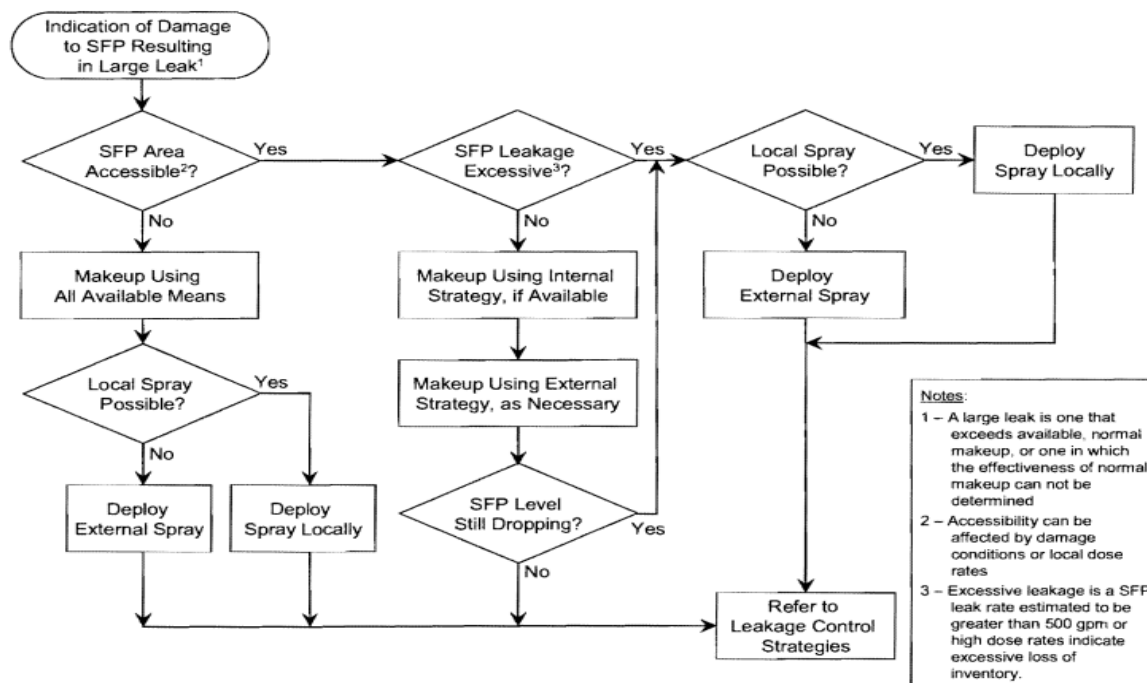 Indication of Damage
to SFP Resulting
in Large Leak¹
SFP Area
Accessible²?
Yes
No
SFP Leakage
Excessive³?
Yes
No
Local Spray
Possible?
Yes
No
Deploy
Spray Locally
Makeup Using
All Available Means
Makeup Using Internal
Strategy, if Available
Deploy
External Spray
Local Spray
Possible?
Yes
No
Makeup Using External
Strategy, as Necessary
Deploy
External Spray
Deploy
Spray Locally
SFP Level
Still Dropping?
Yes
No
Refer to
Leakage Control
Strategies
Notes:
1 – A large leak is one that
exceeds available, normal
makeup, or one in which
the effectiveness of normal
makeup can not be
determined
2 – Accessibility can be
affected by damage
conditions or local dose
rates
3 – Excessive leakage is a SFP
leak rate estimated to be
greater than 500 gpm or
high dose rates indicate
excessive loss of
inventory.